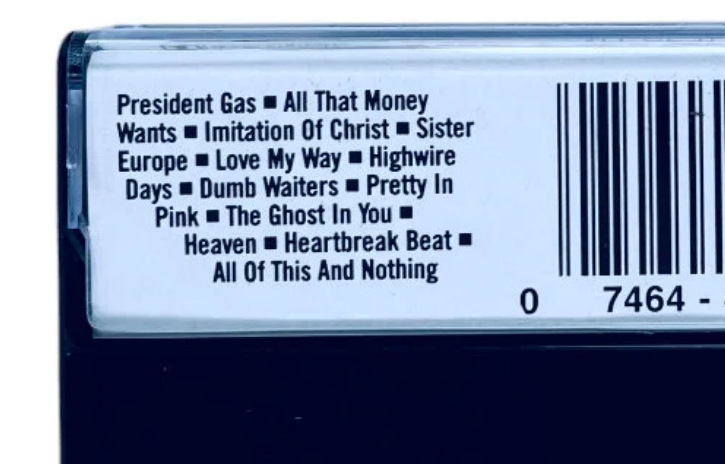 President Gas ■ All That Money
Wants ■ Imitation Of Christ ■ Sister
Europe ■ Love My Way ■ Highwire
Days ■ Dumb Waiters ■ Pretty In
Pink ■ The Ghost In You ■
Heaven ■ Heartbreak Beat ■
All Of This And Nothing
0 7464 -